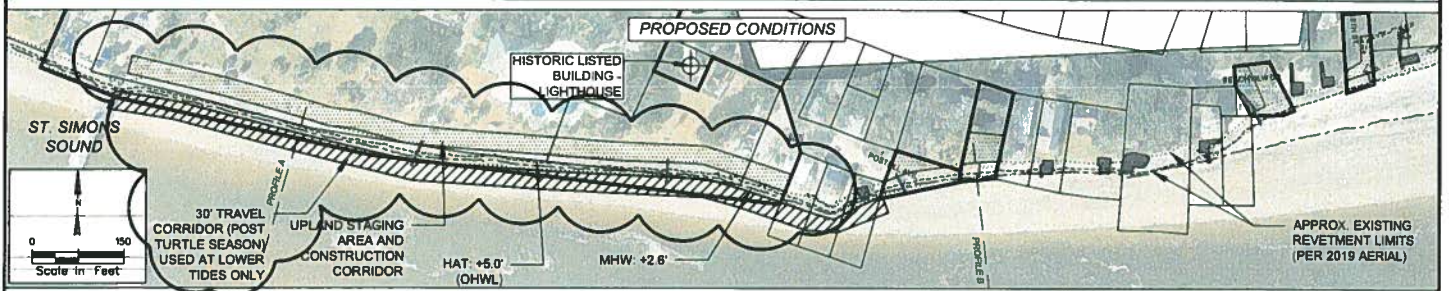 PROPOSED CONDITIONS
HISTORIC LISTED
BUILDING -
LIGHTHOUSE
ST. SIMONS
SOUND
PROFILE A
30' TRAVEL
CORRIDOR (POST
TURTLE SEASON)
USED AT LOWER
TIDES ONLY
UPLAND STAGING
AREA AND
CONSTRUCTION
CORRIDOR
HAT: +5.0'
(OHWL)
MHW: +2.6'
POST
PROFILE B
APPROX. EXISTING
REVETMENT LIMITS
(PER 2019 AERIAL)
N
0 150
Scale In Feet